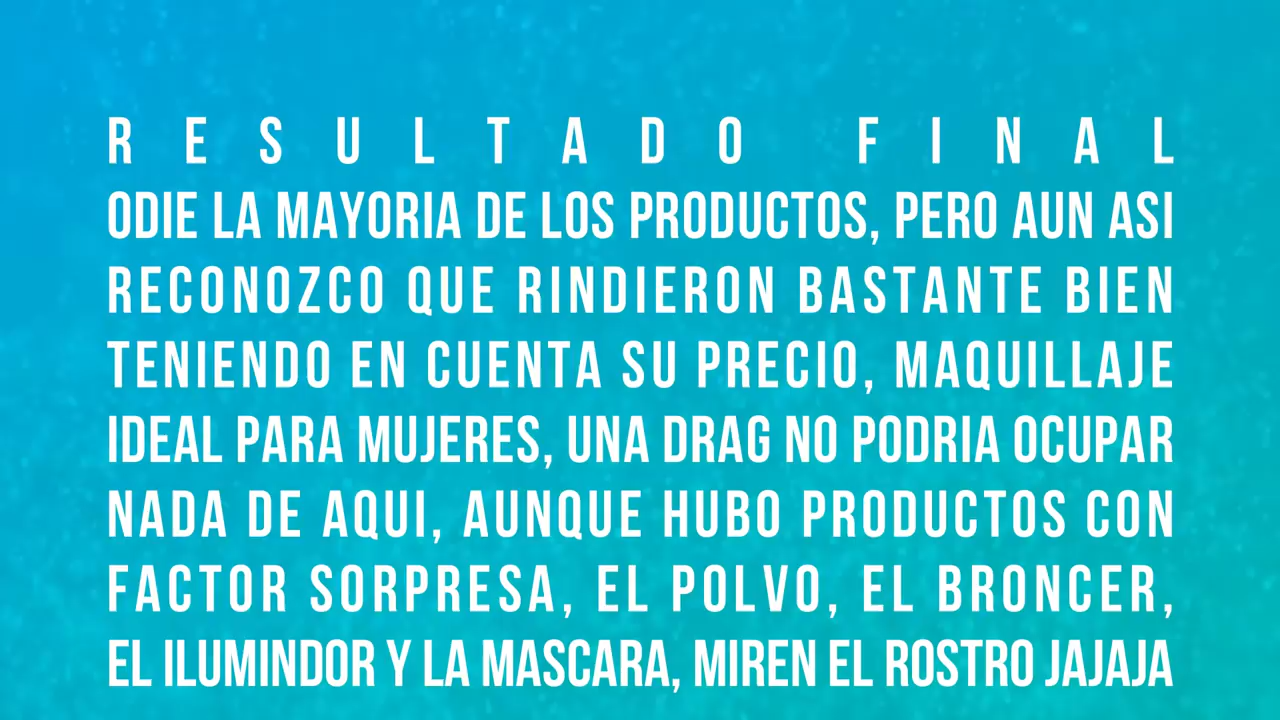 RESULTADO FINAL
ODIE LA MAYORIA DE LOS PRODUCTOS, PERO AUN ASI
RECONOZCO QUE RINDIERON BASTANTE BIEN
TENIENDO EN CUENTA SU PRECIO, MAQUILLAJE
IDEAL PARA MUJERES, UNA DRAG NO PODRIA OCUPAR
NADA DE AQUI, AUNQUE HUBO PRODUCTOS CON
FACTOR SORPRESA, EL POLVO, EL BRONCER,
EL ILUMINDOR Y LA MASCARA, MIREN EL ROSTRO JAJAJA